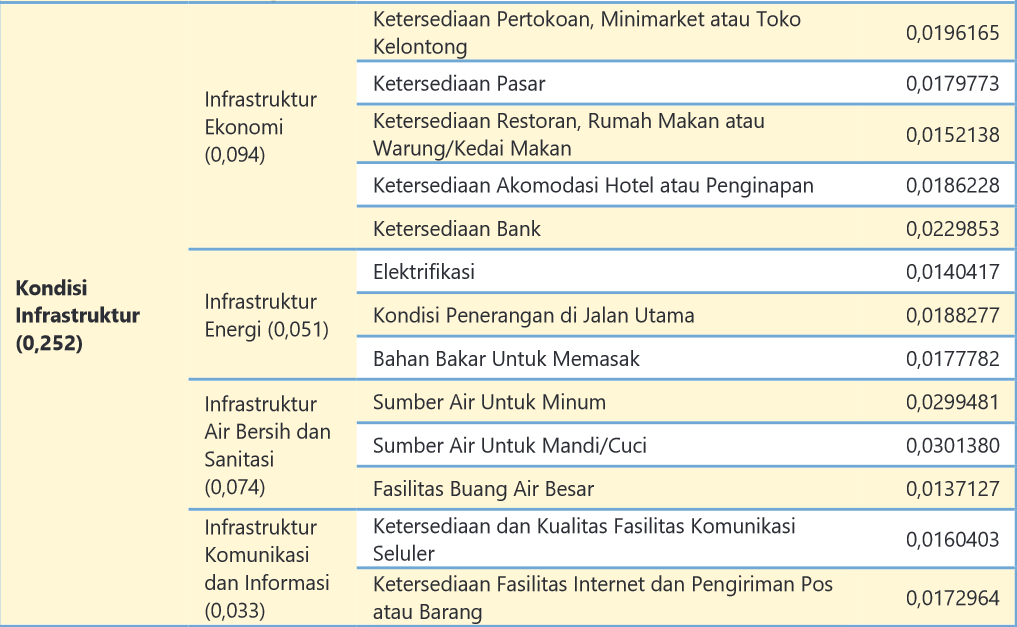 Kondisi
Infrastruktur
(0,252)
Infrastruktur
Ekonomi
(0,094)
Ketersediaan Pertokoan, Minimarket atau Toko
Kelontong
0,0196165
Ketersediaan Pasar
0,0179773
Ketersediaan Restoran, Rumah Makan atau
Warung/Kedai Makan
0,0152138
Ketersediaan Akomodasi Hotel atau Penginapan
0,0186228
Ketersediaan Bank
0,0229853
Infrastruktur
Energi (0,051)
Elektrifikasi
0,0140417
Kondisi Penerangan di Jalan Utama
0,0188277
Bahan Bakar Untuk Memasak
0,0177782
Infrastruktur
Air Bersih dan
Sanitasi
(0,074)
Sumber Air Untuk Minum
0,0299481
Sumber Air Untuk Mandi/Cuci
0,0301380
Fasilitas Buang Air Besar
0,0137127
Infrastruktur
Komunikasi
dan Informasi
(0,033)
Ketersediaan dan Kualitas Fasilitas Komunikasi
Seluler
0,0160403
Ketersediaan Fasilitas Internet dan Pengiriman Pos
atau Barang
0,0172964